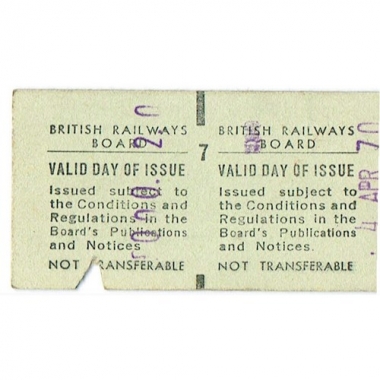 BRITISH RAILWAYS
BOARD
VALID DAY OF ISSUE
Issued subject to
the Conditions and
Regulations in the
Board's Publications
and Notices
NOT TRANSFERABLE
7
BRITISH RAILWAYS
BOARD
VALID DAY OF ISSUE
Issued subject to
the Conditions and
Regulations in the
Board's Publications
and Notices.
NOT TRANSFERABLE
4 APR 70